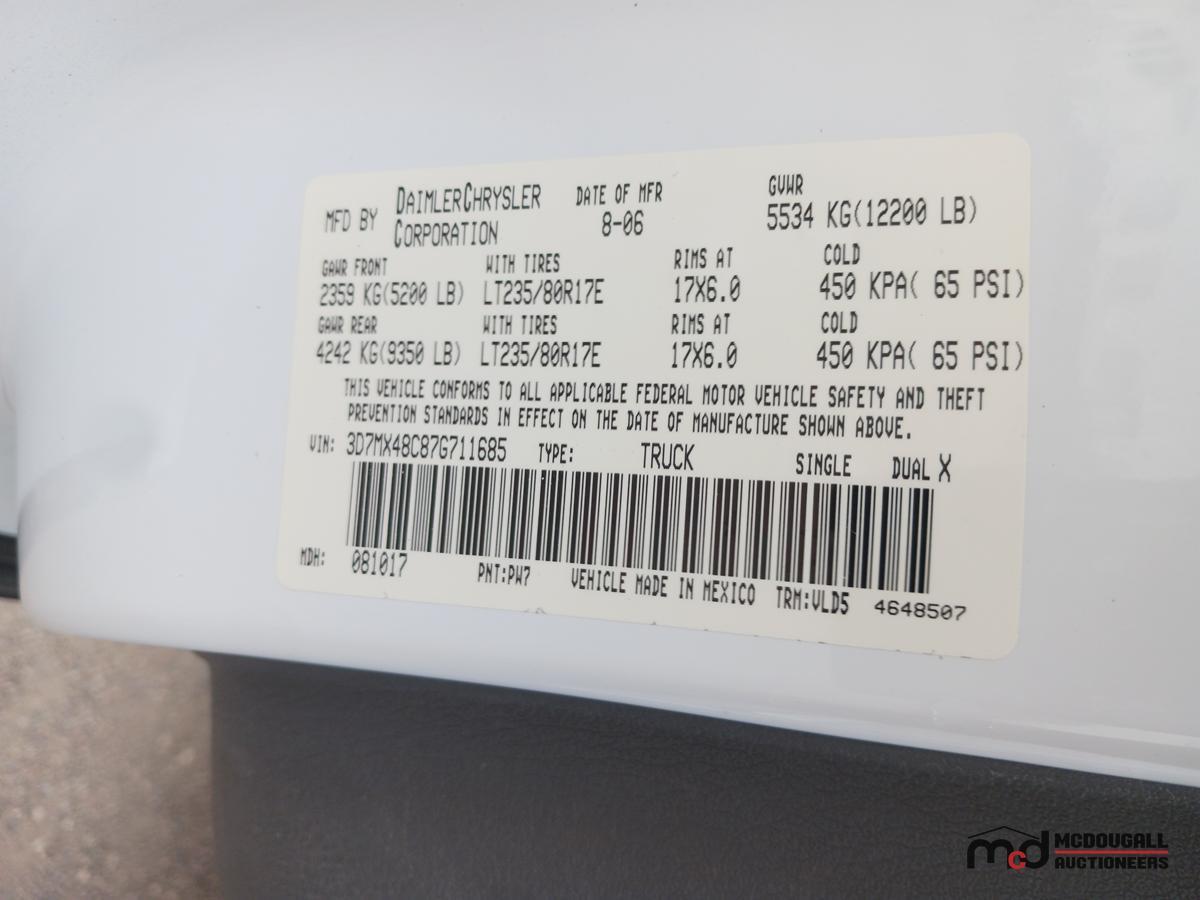 MFD BY DAIMLERCHRYSLER CORPORATION DATE OF MFR 8-06 GVWR 5534 KG(12200 LB)
GAWR FRONT WITH TIRES RIMS AT COLD
2359 KG(5200 LB) LT235/80R17E 17X6.0 450 KPA( 65 PSI)
GAWR REAR WITH TIRES RIMS AT COLD
4242 KG(9350 LB) LT235/80R17E 17X6.0 450 KPA( 65 PSI)
THIS VEHICLE CONFORMS TO ALL APPLICABLE FEDERAL MOTOR VEHICLE SAFETY AND THEFT
PREVENTION STANDARDS IN EFFECT ON THE DATE OF MANUFACTURE SHOWN ABOVE.
VIN: 3D7MX48C87G711685 TYPE: TRUCK SINGLE DUAL X
MDH: 081017 PNT:PW7 VEHICLE MADE IN MEXICO TRM:VLD5 4648507
mcd MCDOUGALL
AUCTIONEERS